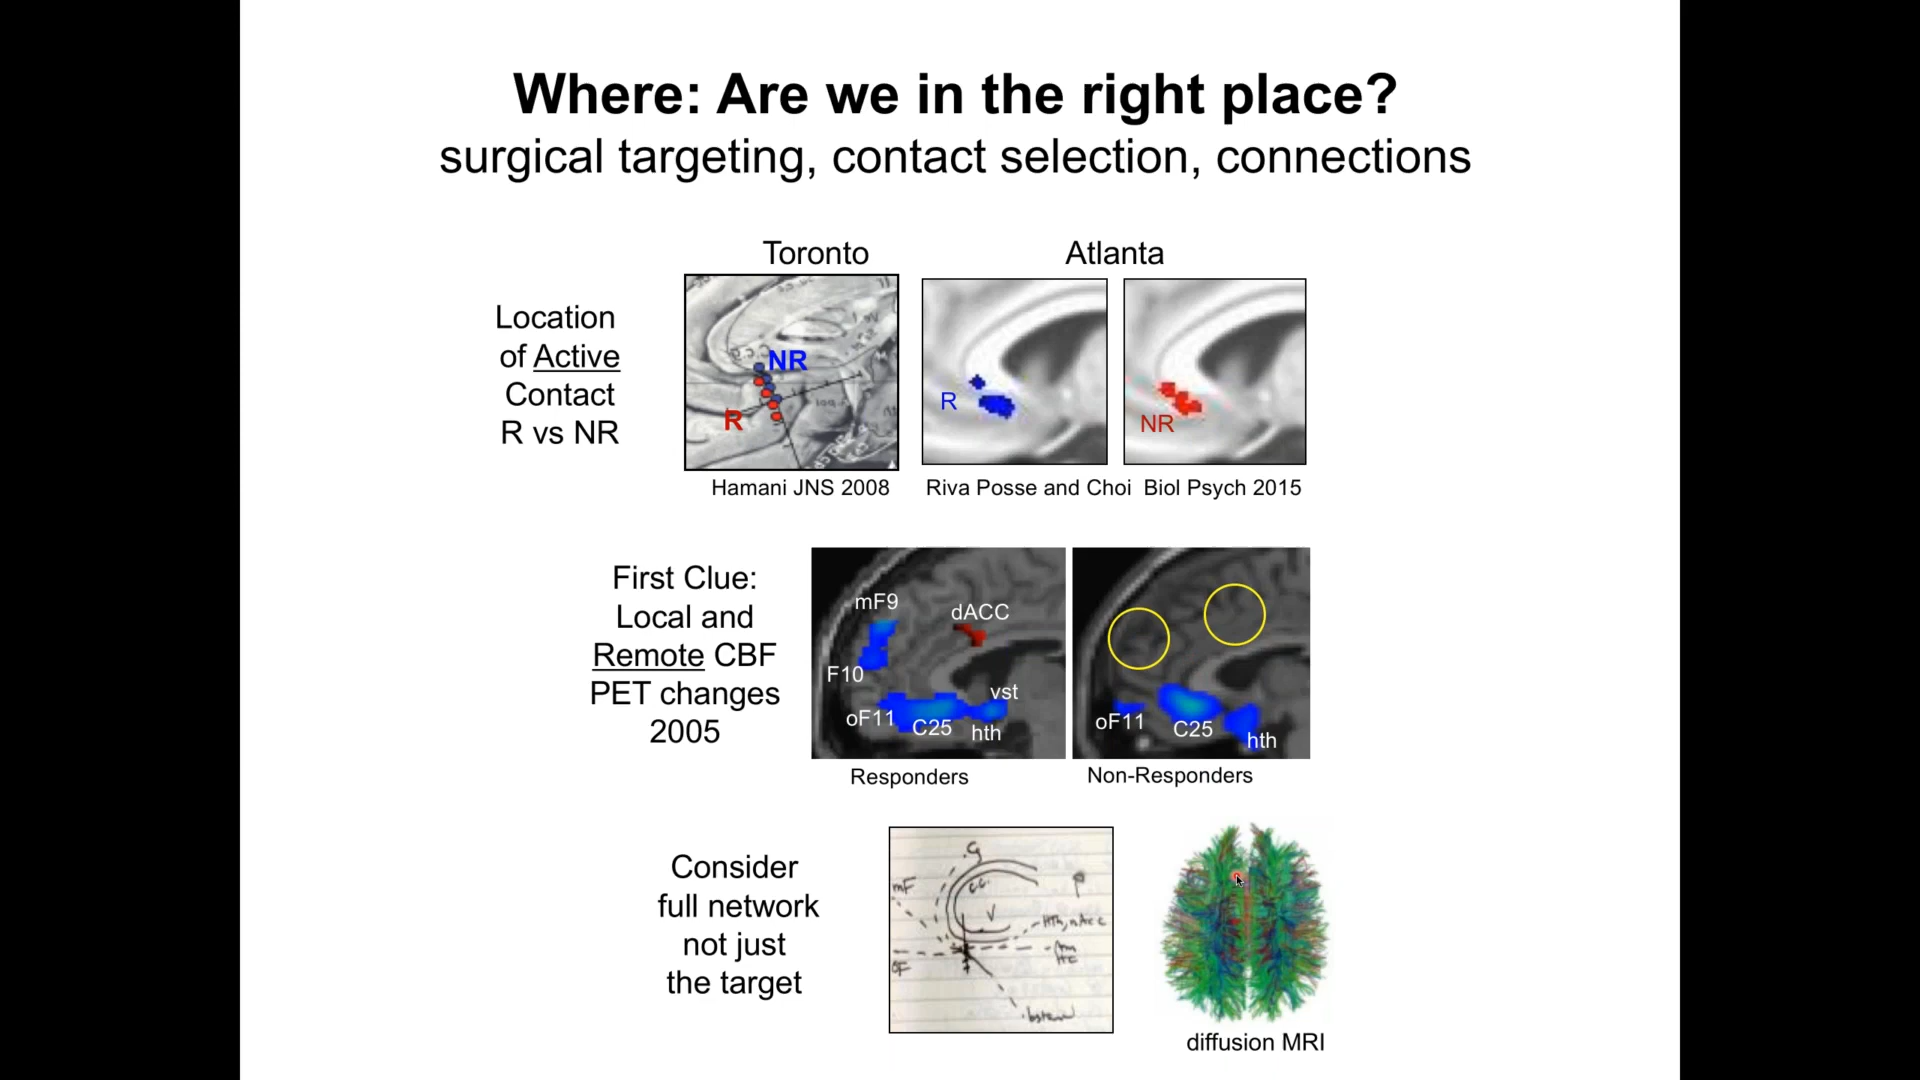 Where: Are we in the right place?
surgical targeting, contact selection, connections
Toronto
Atlanta
Location
of Active
Contact
R vs NR
NR
R
R
NR
Hamani JNS 2008
Riva Posse and Choi Biol Psych 2015
First Clue:
Local and
Remote CBF
PET changes
2005
mF9
dACC
F10
vst
oF11
C25
hth
oF11
C25
hth
Responders
Non-Responders
Consider
full network
not just
the target
mF
c.c.
V
OF
diffusion MRI